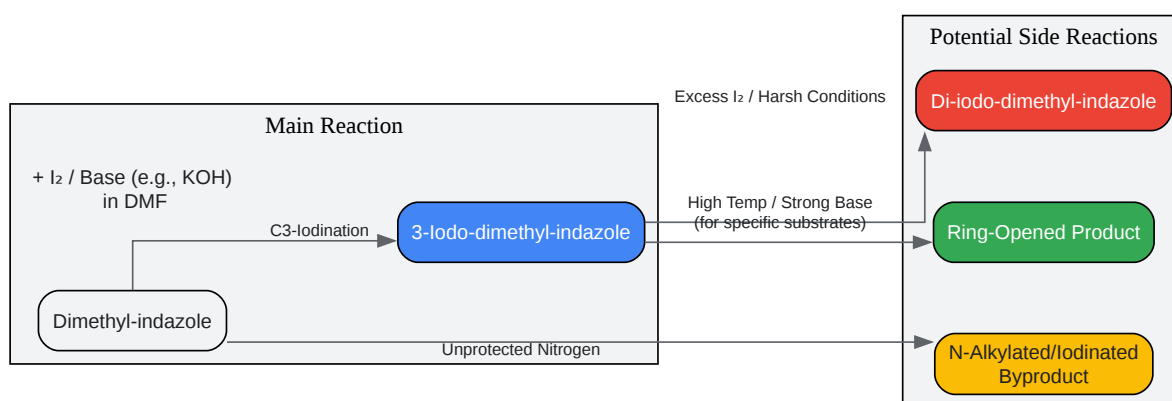 Potential Side Reactions
Excess I₂ / Harsh Conditions
Di-iodo-dimethyl-indazole
Main Reaction
+ I₂ / Base (e.g., KOH)
in DMF
C3-Iodination
3-Iodo-dimethyl-indazole
High Temp / Strong Base
(for specific substrates)
Ring-Opened Product
Dimethyl-indazole
Unprotected Nitrogen
N-Alkylated/Iodinated
Byproduct